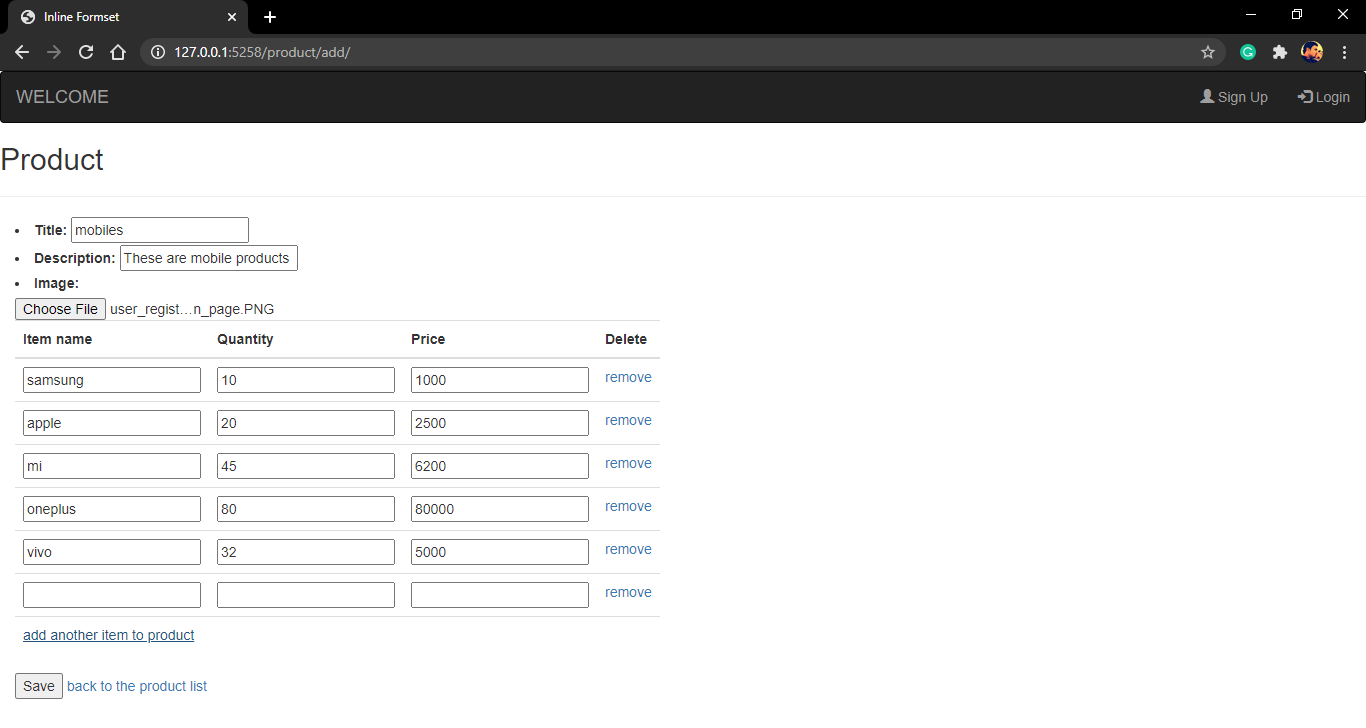 Inline Formset
127.0.0.1:5258/product/add/
WELCOME
Sign Up
Login
Product
Title: mobiles
Description: These are mobile products
Image:
Choose File user_regist…n_page.PNG
Item name Quantity Price Delete
samsung 10 1000 remove
apple 20 2500 remove
mi 45 6200 remove
oneplus 80 80000 remove
vivo 32 5000 remove
remove
add another item to product
Save back to the product list